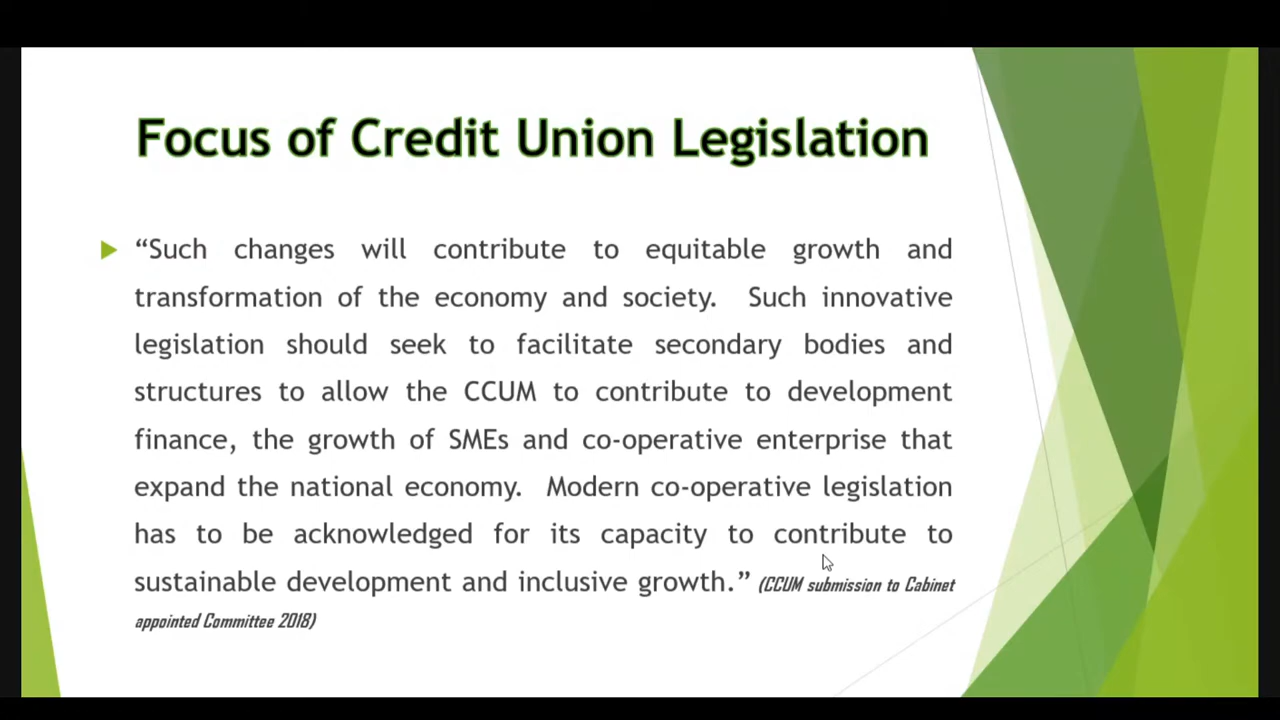 Focus of Credit Union Legislation
“Such changes will contribute to equitable growth and
transformation of the economy and society. Such innovative
legislation should seek to facilitate secondary bodies and
structures to allow the CCUM to contribute to development
finance, the growth of SMEs and co-operative enterprise that
expand the national economy. Modern co-operative legislation
has to be acknowledged for its capacity to contribute to
sustainable development and inclusive growth.” (CCUM submission to Cabinet
appointed Committee 2018)